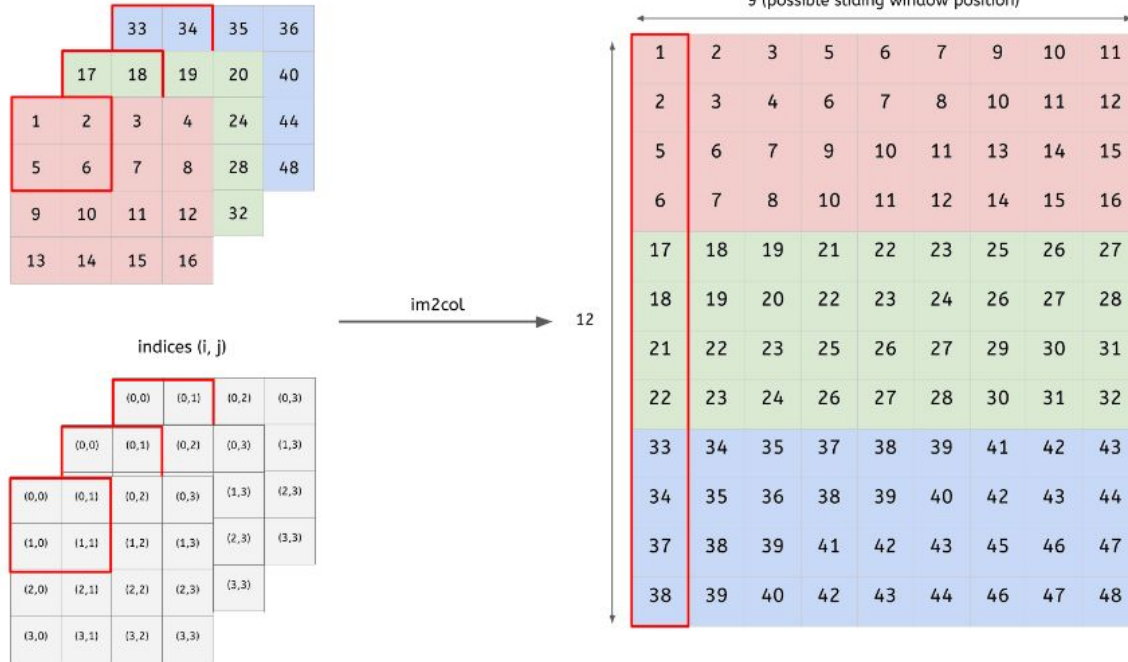 33 34 35 36
17 18 19 20 40
1 2 3 4 24 44
5 6 7 8 28 48
9 10 11 12 32
13 14 15 16
indices (i, j)
(0,0) (0,1) (0,2) (0,3)
(0,0) (0,1) (0,2) (0,3) (1,3)
(0,0) (0,1) (0,2) (0,3) (1,3) (2,3)
(1,0) (1,1) (1,2) (1,3) (2,3) (3,3)
(2,0) (2,1) (2,2) (2,3) (3,3)
(3,0) (3,1) (3,2) (3,3)
im2col
12
9 (possible sliding window position)
1 2 3 5 6 7 9 10 11
2 3 4 6 7 8 10 11 12
5 6 7 9 10 11 13 14 15
6 7 8 10 11 12 14 15 16
17 18 19 21 22 23 25 26 27
18 19 20 22 23 24 26 27 28
21 22 23 25 26 27 29 30 31
22 23 24 26 27 28 30 31 32
33 34 35 37 38 39 41 42 43
34 35 36 38 39 40 42 43 44
37 38 39 41 42 43 45 46 47
38 39 40 42 43 44 46 47 48